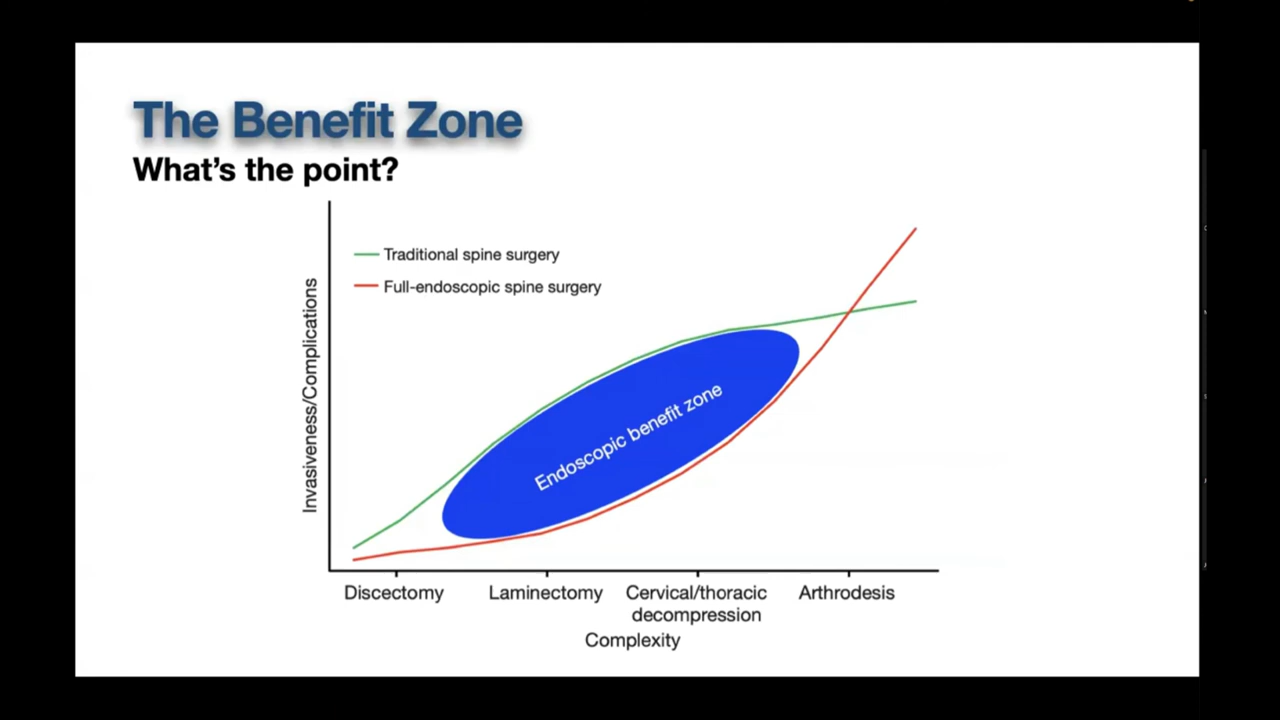 The Benefit Zone
What's the point?
Traditional spine surgery
Full-endoscopic spine surgery
Invasiveness/Complications
Endoscopic benefit zone
Discectomy
Laminectomy
Cervical/thoracic
decompression
Arthrodesis
Complexity